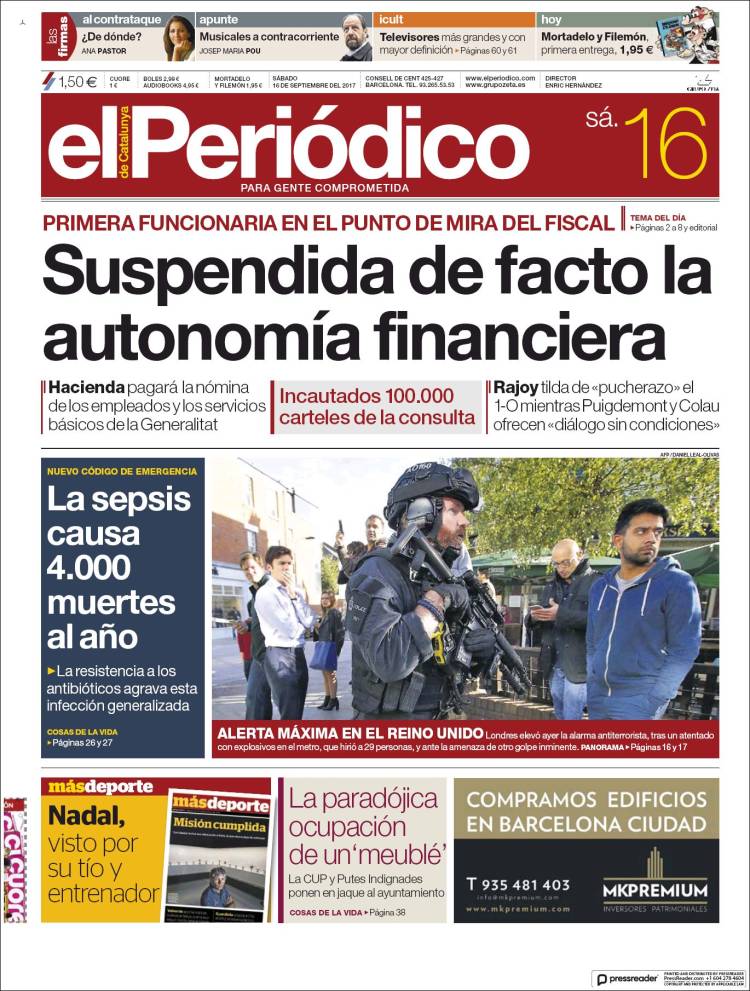 las firmas
al contraataque
¿De dónde?
ANA PASTOR
apunte
Musicales a contracorriente
JOSEP MARIA POU
icult
Televisores más grandes y con
mayor definición ▸Páginas 60 y 61
hoy
Mortadelo y Filemón,
primera entrega, 1,95 €
1,50 €
CUORE
1 €
BOLES 2,99 €
AUDIOBOOKS 4,95 €
MORTADELO
Y FILEMÓN 1,95 €
SÁBADO
16 DE SEPTIEMBRE DEL 2017
CONSELL DE CENT 425-427
BARCELONA. TEL. 93.265.53.53
www.elperiodico.com
www.grupozeta.es
DIRECTOR
ENRIC HERNÁNDEZ
GRUPO ZETA
el Periódico
de Catalunya
PARA GENTE COMPROMETIDA
sá. 16
PRIMERA FUNCIONARIA EN EL PUNTO DE MIRA DEL FISCAL
TEMA DEL DÍA
▸Páginas 2 a 8 y editorial
Suspendida de facto la
autonomía financiera
Hacienda pagará la nómina
de los empleados y los servicios
básicos de la Generalitat
Incautados 100.000
carteles de la consulta
Rajoy tilda de «pucherazo» el
1-O mientras Puigdemont y Colau
ofrecen «diálogo sin condiciones»
AFP / DANIEL LEAL-OLIVAS
NUEVO CÓDIGO DE EMERGENCIA
La sepsis
causa
4.000
muertes
al año
▸La resistencia a los
antibióticos agrava esta
infección generalizada
COSAS DE LA VIDA
▸Páginas 26 y 27
ALERTA MÁXIMA EN EL REINO UNIDO Londres elevó ayer la alarma antiterrorista, tras un atentado
con explosivos en el metro, que hirió a 29 personas, y ante la amenaza de otro golpe inminente. PANORAMA ▸Páginas 16 y 17
másdeporte
Nadal,
visto por
su tío y
entrenador
másdeporte
Misión cumplida
La paradójica
ocupación
de un 'meublé'
La CUP y Putes Indignades
ponen en jaque al ayuntamiento
COSAS DE LA VIDA ▸Página 38
COMPRAMOS EDIFICIOS
EN BARCELONA CIUDAD
T 935 481 403
info@mkpremium.com
www.mkpremium.com
MKPREMIUM
INVERSORES PATRIMONIALES
pressreader
PRINTED AND DISTRIBUTED BY PRESSREADER
PressReader.com +1 604 278 4604
COPYRIGHT AND PROTECTED BY APPLICABLE LAW